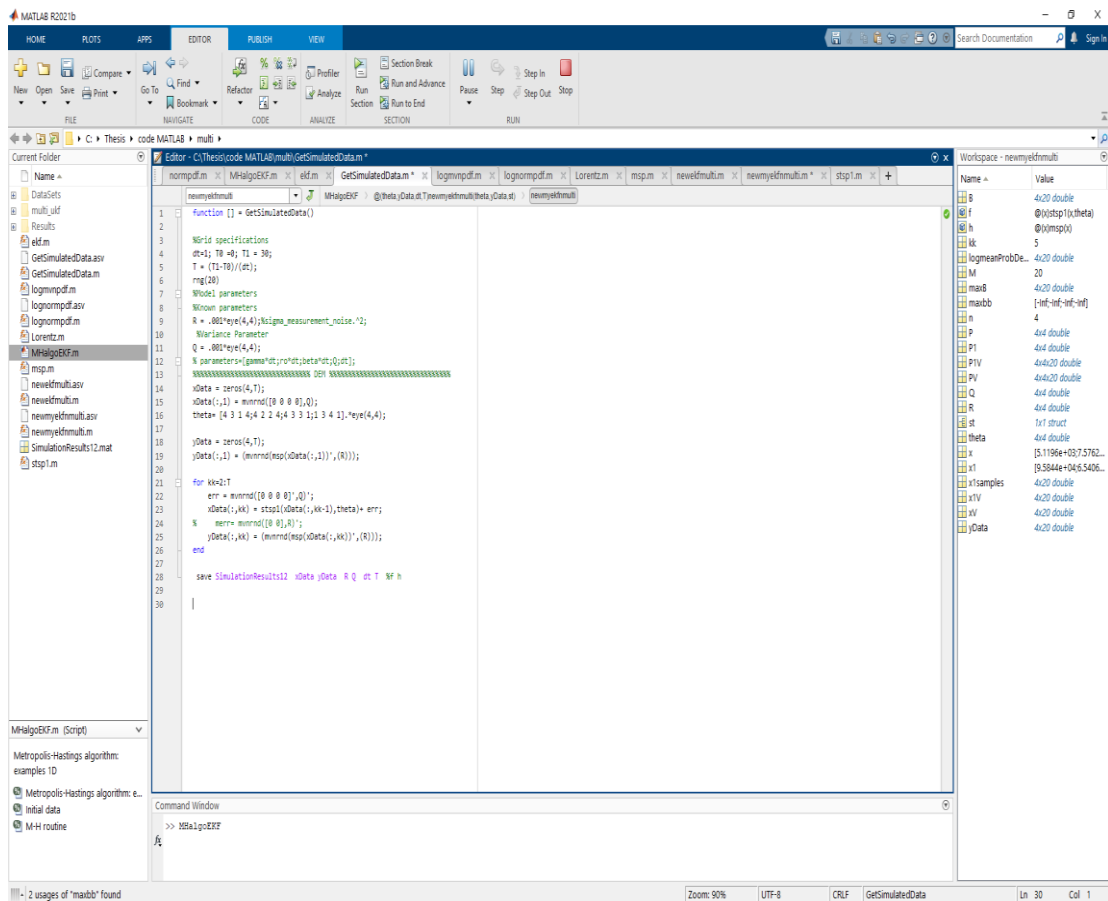 MATLAB R2021b
HOME PLOTS APPS EDITOR PUBLISH VIEW
Search Documentation
Sign In
New Open Save
Compare
Print
Go To
Find
Bookmark
Refactor
Profiler
Analyze
Run Section
Section Break
Run and Advance
Run to End
Pause Step
Step In
Step Out
Stop
FILE NAVIGATE CODE ANALYZE SECTION RUN
C: Thesis code MATLAB multi
Current Folder
Name
DataSets
multi_ukf
Results
ekf.m
GetSimulatedData.asv
GetSimulatedData.m
logmvnpdf.m
lognormpdf.asv
lognormpdf.m
Lorentz.m
MHalgoEKF.m
msp.m
newekfmulti.asv
newekfmulti.m
newmyekfnmulti.asv
newmyekfnmulti.m
SimulationResults12.mat
stsp1.m
MHalgoEKF.m (Script)
Metropolis-Hastings algorithm:
examples 1D
Metropolis-Hastings algorithm: e...
Initial data
M-H routine
Editor - C:\Thesis\code MATLAB\multi\GetSimulatedData.m *
normpdf.m MHalgoEKF.m ekf.m GetSimulatedData.m * logmvnpdf.m lognormpdf.m Lorentz.m msp.m newekfmulti.m newmyekfnmulti.m * stsp1.m
newmyekfnmulti MHalgoEKF @(theta,yData,dt,T)newmyekfnmulti(theta,yData,st) newmyekfnmulti
1 function [] = GetSimulatedData()
2
3 %Grid specifications
4 dt=1; T0 =0; T1 = 30;
5 T = (T1-T0)/(dt);
6 rng(20)
7 %Model parameters
8 %Known parameters
9 R = .001*eye(4,4);%sigma_measurement_noise.^2;
10 %Variance Parameter
11 Q = .001*eye(4,4);
12 % parameters=[gamma*dt;ro*dt;beta*dt;Q;dt];
13 %%%%%%%%%%%%%%%%%%%%%%%%%%%%% DEM %%%%%%%%%%%%%%%%%%%%%%%%%%%%%
14 xData = zeros(4,T);
15 xData(:,1) = mvnrnd([0 0 0 0],Q);
16 theta= [4 3 1 4;4 2 2 4;4 3 3 1;1 3 4 1].*eye(4,4);
17
18 yData = zeros(4,T);
19 yData(:,1) = (mvnrnd(msp(xData(:,1))',(R)));
20
21 for kk=2:T
22 err = mvnrnd([0 0 0 0]',Q)';
23 xData(:,kk) = stsp1(xData(:,kk-1),theta)+ err;
24 % merr= mvnrnd([0 0],R)';
25 yData(:,kk) = (mvnrnd(msp(xData(:,kk))',(R)));
26 end
27
28 save SimulationResults12 xData yData R Q dt T %f h
29
30
Command Window
>> MHalgoEKF
fx
Workspace - newmyekfnmulti
Name Value
B 4x20 double
f @(x)stsp1(x,theta)
h @(x)msp(x)
kk 5
logmeanProbDe... 4x20 double
M 20
maxB 4x20 double
maxbb [-Inf;-Inf;-Inf;-Inf]
n 4
P 4x4 double
P1 4x4 double
P1V 4x4x20 double
PV 4x4x20 double
Q 4x4 double
R 4x4 double
st 1x1 struct
theta 4x4 double
x [5.1196e+03;7.5762...
x1 [9.5844e+04;6.5406...
x1samples 4x20 double
x1V 4x20 double
xV 4x20 double
yData 4x20 double
2 usages of "maxbb" found
Zoom: 90% UTF-8 CRLF GetSimulatedData Ln 30 Col 1